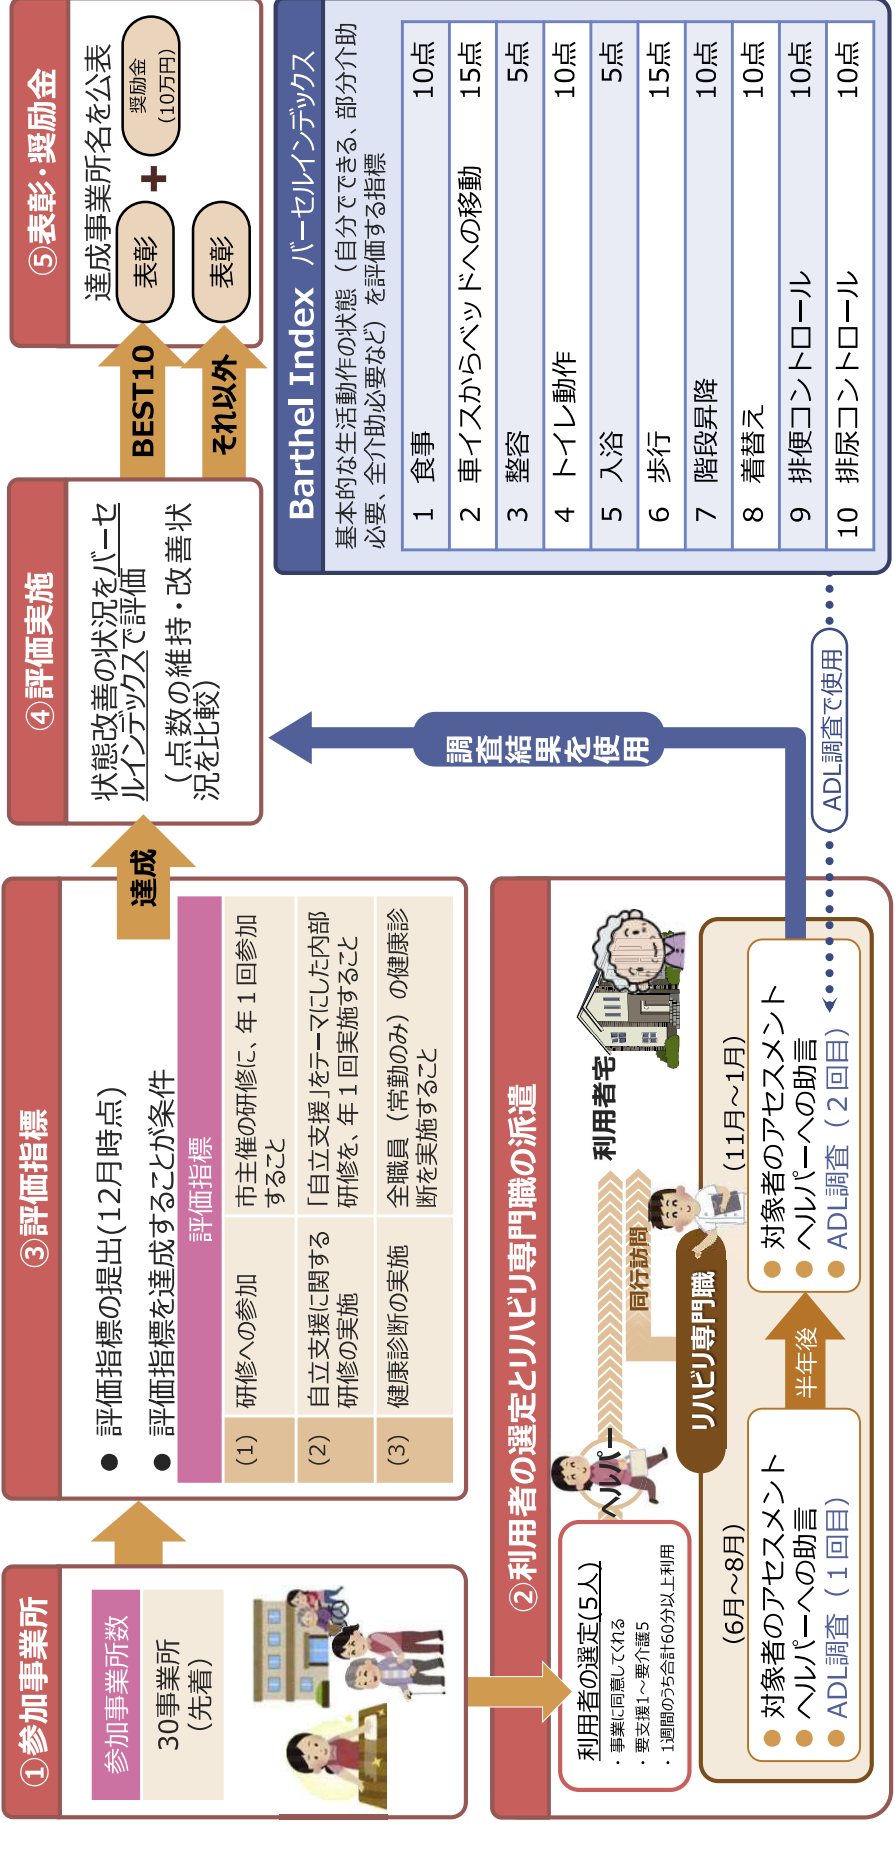 ①参加事業所
参加事業所数
30事業所
（先着）
②利用者の選定とリハビリ専門職の派遣
利用者の選定(5人)
・事業に同意してくれる
・要支援1～要介護5
・1週間のうち合計60分以上利用
ヘルパー
同行訪問
利用者宅
リハビリ専門職
(6月～8月)
対象者のアセスメント
ヘルパーへの助言
ADL調査（１回目）
半年後
(11月～1月)
対象者のアセスメント
ヘルパーへの助言
ADL調査（２回目）
③評価指標
● 評価指標の提出(12月時点)
● 評価指標を達成することが条件
評価指標
(1) 研修への参加 市主催の研修に、年１回参加
すること
(2) 自立支援に関する 「自立支援」をテーマにした内部
研修の実施 研修を、年１回実施すること
(3) 健康診断の実施 全職員（常勤のみ）の健康診
断を実施すること
達成
調査結果を使用
ADL調査で使用
④評価実施
状態改善の状況をバーセ
ルインデックスで評価
（点数の維持・改善状
況を比較）
BEST10
それ以外
⑤表彰・奨励金
達成事業所名を公表
表彰
+
奨励金
(10万円)
表彰
Barthel Index バーセルインデックス
基本的な生活動作の状態（自分でできる、部分介助
必要、全介助必要など）を評価する指標
1 食事 10点
2 車イスからベッドへの移動 15点
3 整容 5点
4 トイレ動作 10点
5 入浴 5点
6 歩行 15点
7 階段昇降 10点
8 着替え 10点
9 排便コントロール 10点
10 排尿コントロール 10点